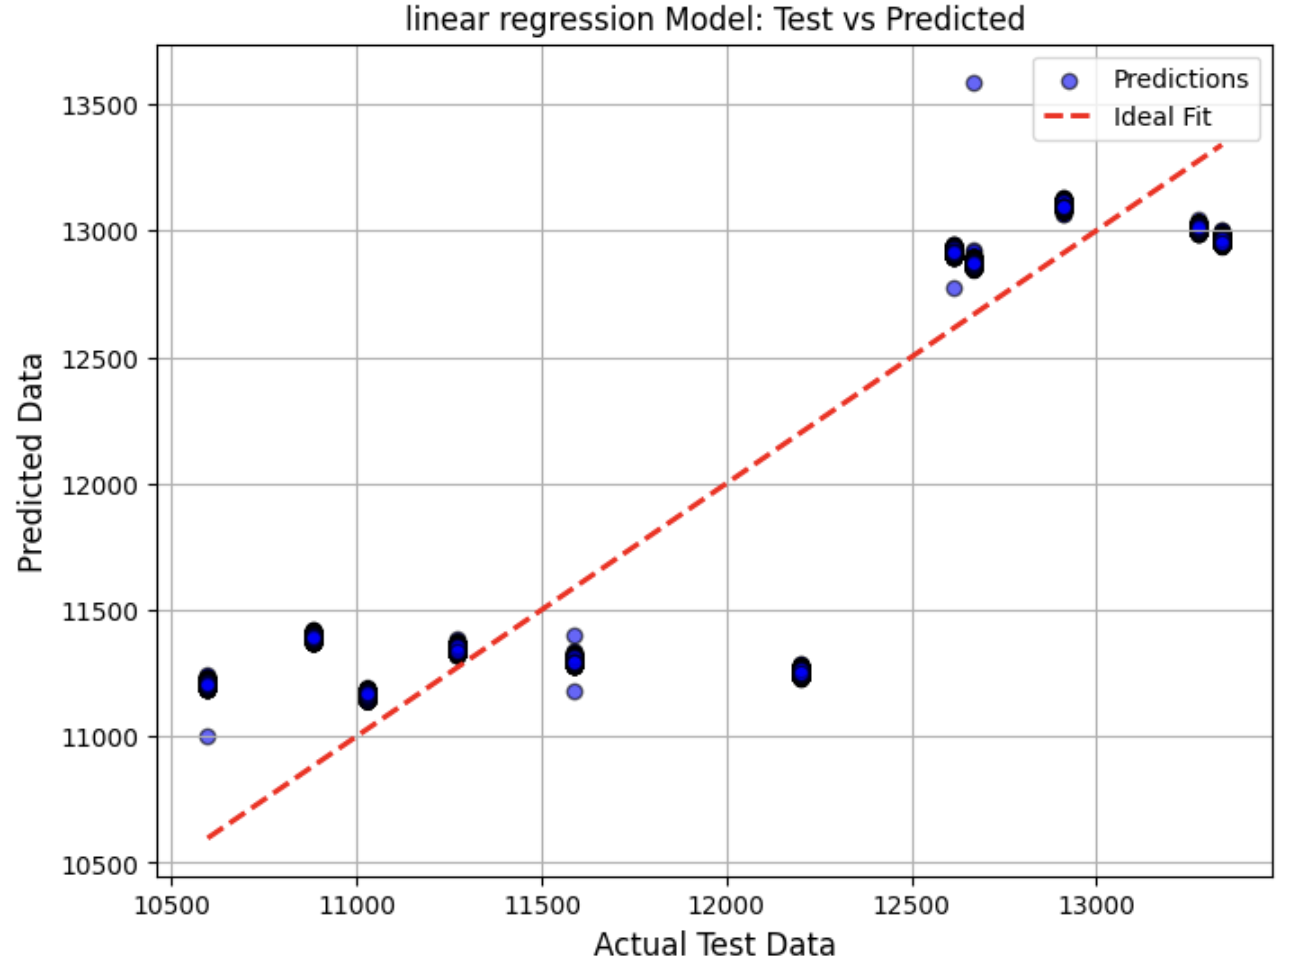 linear regression Model: Test vs Predicted
Predictions
Ideal Fit
13500
13000
12500
12000
11500
11000
10500
Predicted Data
10500
11000
11500
12000
12500
13000
Actual Test Data